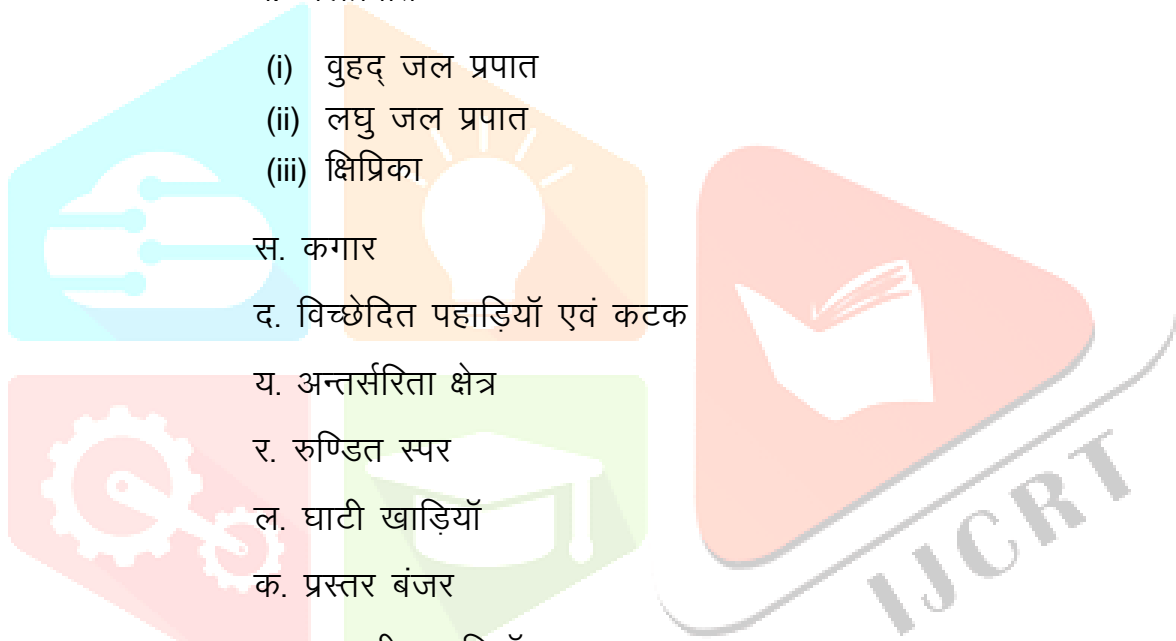 (i) वुहद् जल प्रपात
(ii) लघु जल प्रपात
(iii) क्षिप्रिका
स. कगार
द. विच्छेदित पहाड़ियॉ एवं कटक
य. अन्तर्सरिता क्षेत्र
र. रुण्डित स्पर
ल. घाटी खाड़ियॉ
क. प्रस्तर बंजर
IJCRT